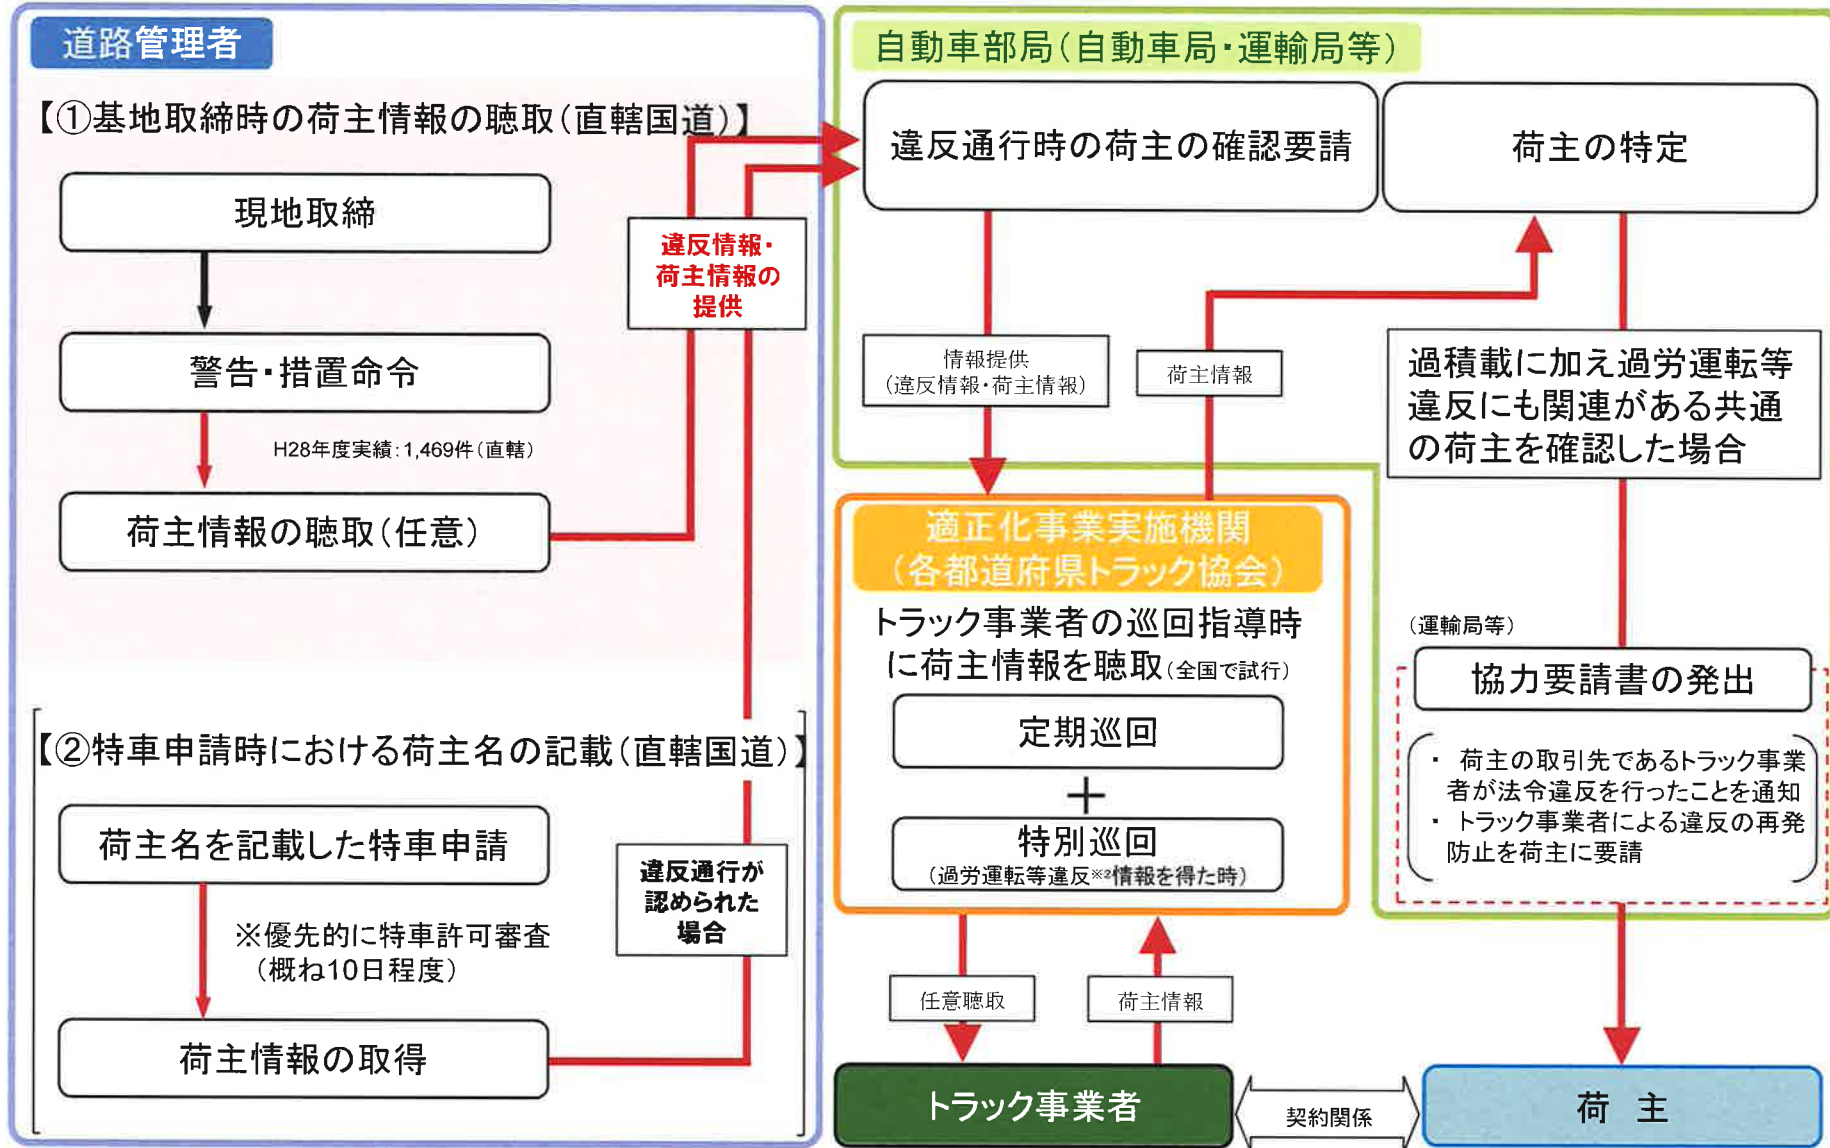 道路管理者
【①基地取締時の荷主情報の聴取(直轄国道)】
現地取締
警告・措置命令
H28年度実績:1,469件(直轄)
荷主情報の聴取(任意)
違反情報・
荷主情報の
提供
【②特車申請時における荷主名の記載(直轄国道)】
荷主名を記載した特車申請
※優先的に特車許可審査
(概ね10日程度)
荷主情報の取得
違反通行が
認められた
場合
自動車部局(自動車局・運輸局等)
違反通行時の荷主の確認要請
荷主の特定
情報提供
(違反情報・荷主情報)
荷主情報
過積載に加え過労運転等
違反にも関連がある共通
の荷主を確認した場合
適正化事業実施機関
(各都道府県トラック協会)
トラック事業者の巡回指導時
に荷主情報を聴取(全国で試行)
定期巡回
+
特別巡回
(過労運転等違反※2情報を得た時)
(運輸局等)
協力要請書の発出
・ 荷主の取引先であるトラック事業
者が法令違反を行ったことを通知
・ トラック事業者による違反の再発
防止を荷主に要請
任意聴取
荷主情報
トラック事業者
契約関係
荷 主